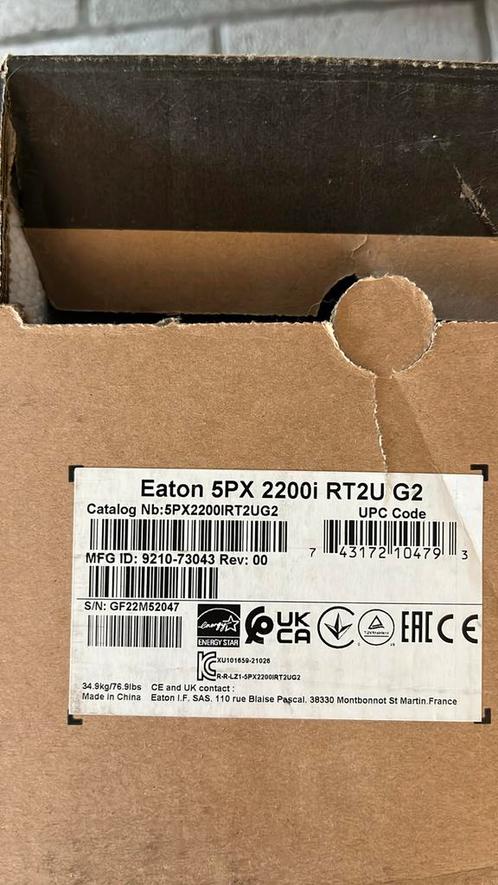 Eaton 5PX 2200i RT2U G2
Catalog Nb:5PX2200IRT2UG2
UPC Code
MFG ID: 9210-73043 Rev: 00
7 43172 10479 3
S/N: GF22M52047
energy
ENERGY STAR
UK CA
EAC CE
XU101659-21026
R-R-LZ1-5PX2200IRT2UG2
34.9kg/76.9lbs CE and UK contact :
Made in China Eaton I.F. SAS. 110 rue Blaise Pascal. 38330 Montbonnot St Martin.France